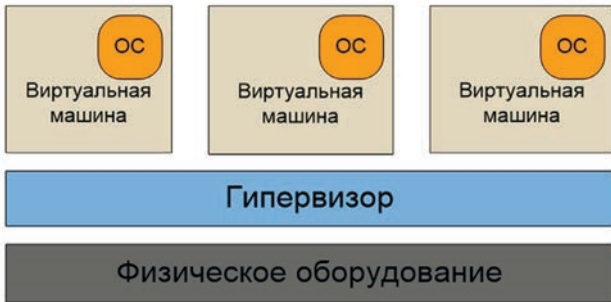 ОС
Виртуальная
машина
ОС
Виртуальная
машина
ОС
Виртуальная
машина
Гипервизор
Физическое оборудование